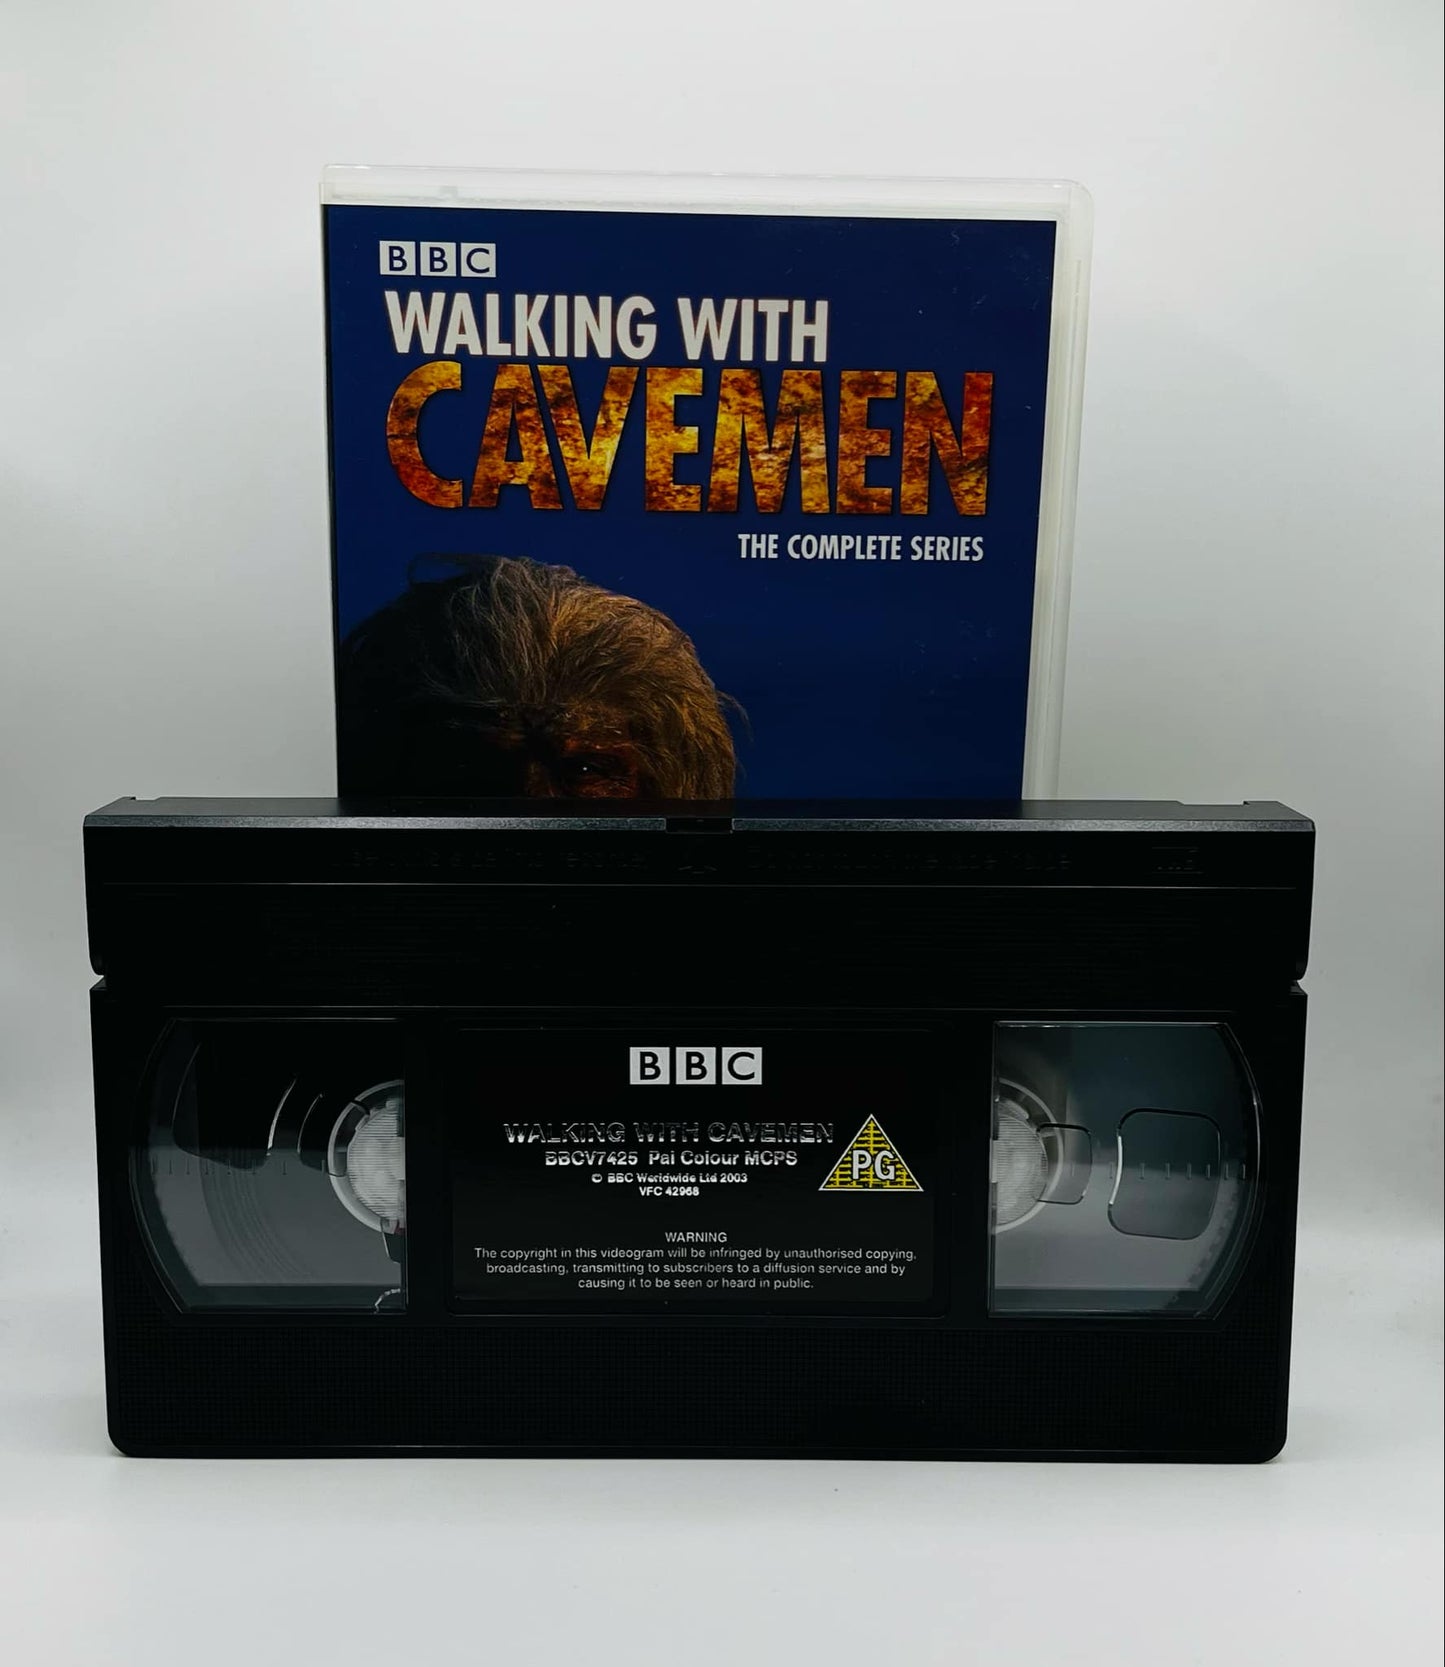 BBC
WALKING WITH
CAVEMEN
THE COMPLETE SERIES
BBC
WALKING WITH CAVEMEN
BBCV7425 Pal Colour MCPS
© BBC Worldwide Ltd 2003
VFC 42968
PG
WARNING
The copyright in this videogram will be infringed by unauthorised copying,
broadcasting, transmitting to subscribers to a diffusion service and by
causing it to be seen or heard in public.